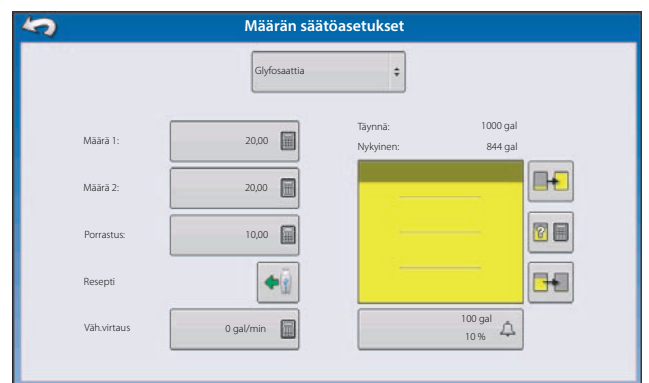 Määrän säätöasetukset
Glyfosaattia
Määrä 1: 20,00
Määrä 2: 20,00
Porrastus: 10,00
Resepti
Väh.virtaus 0 gal/min
Täynnä: 1000 gal
Nykyinen: 844 gal
?
100 gal
10 %